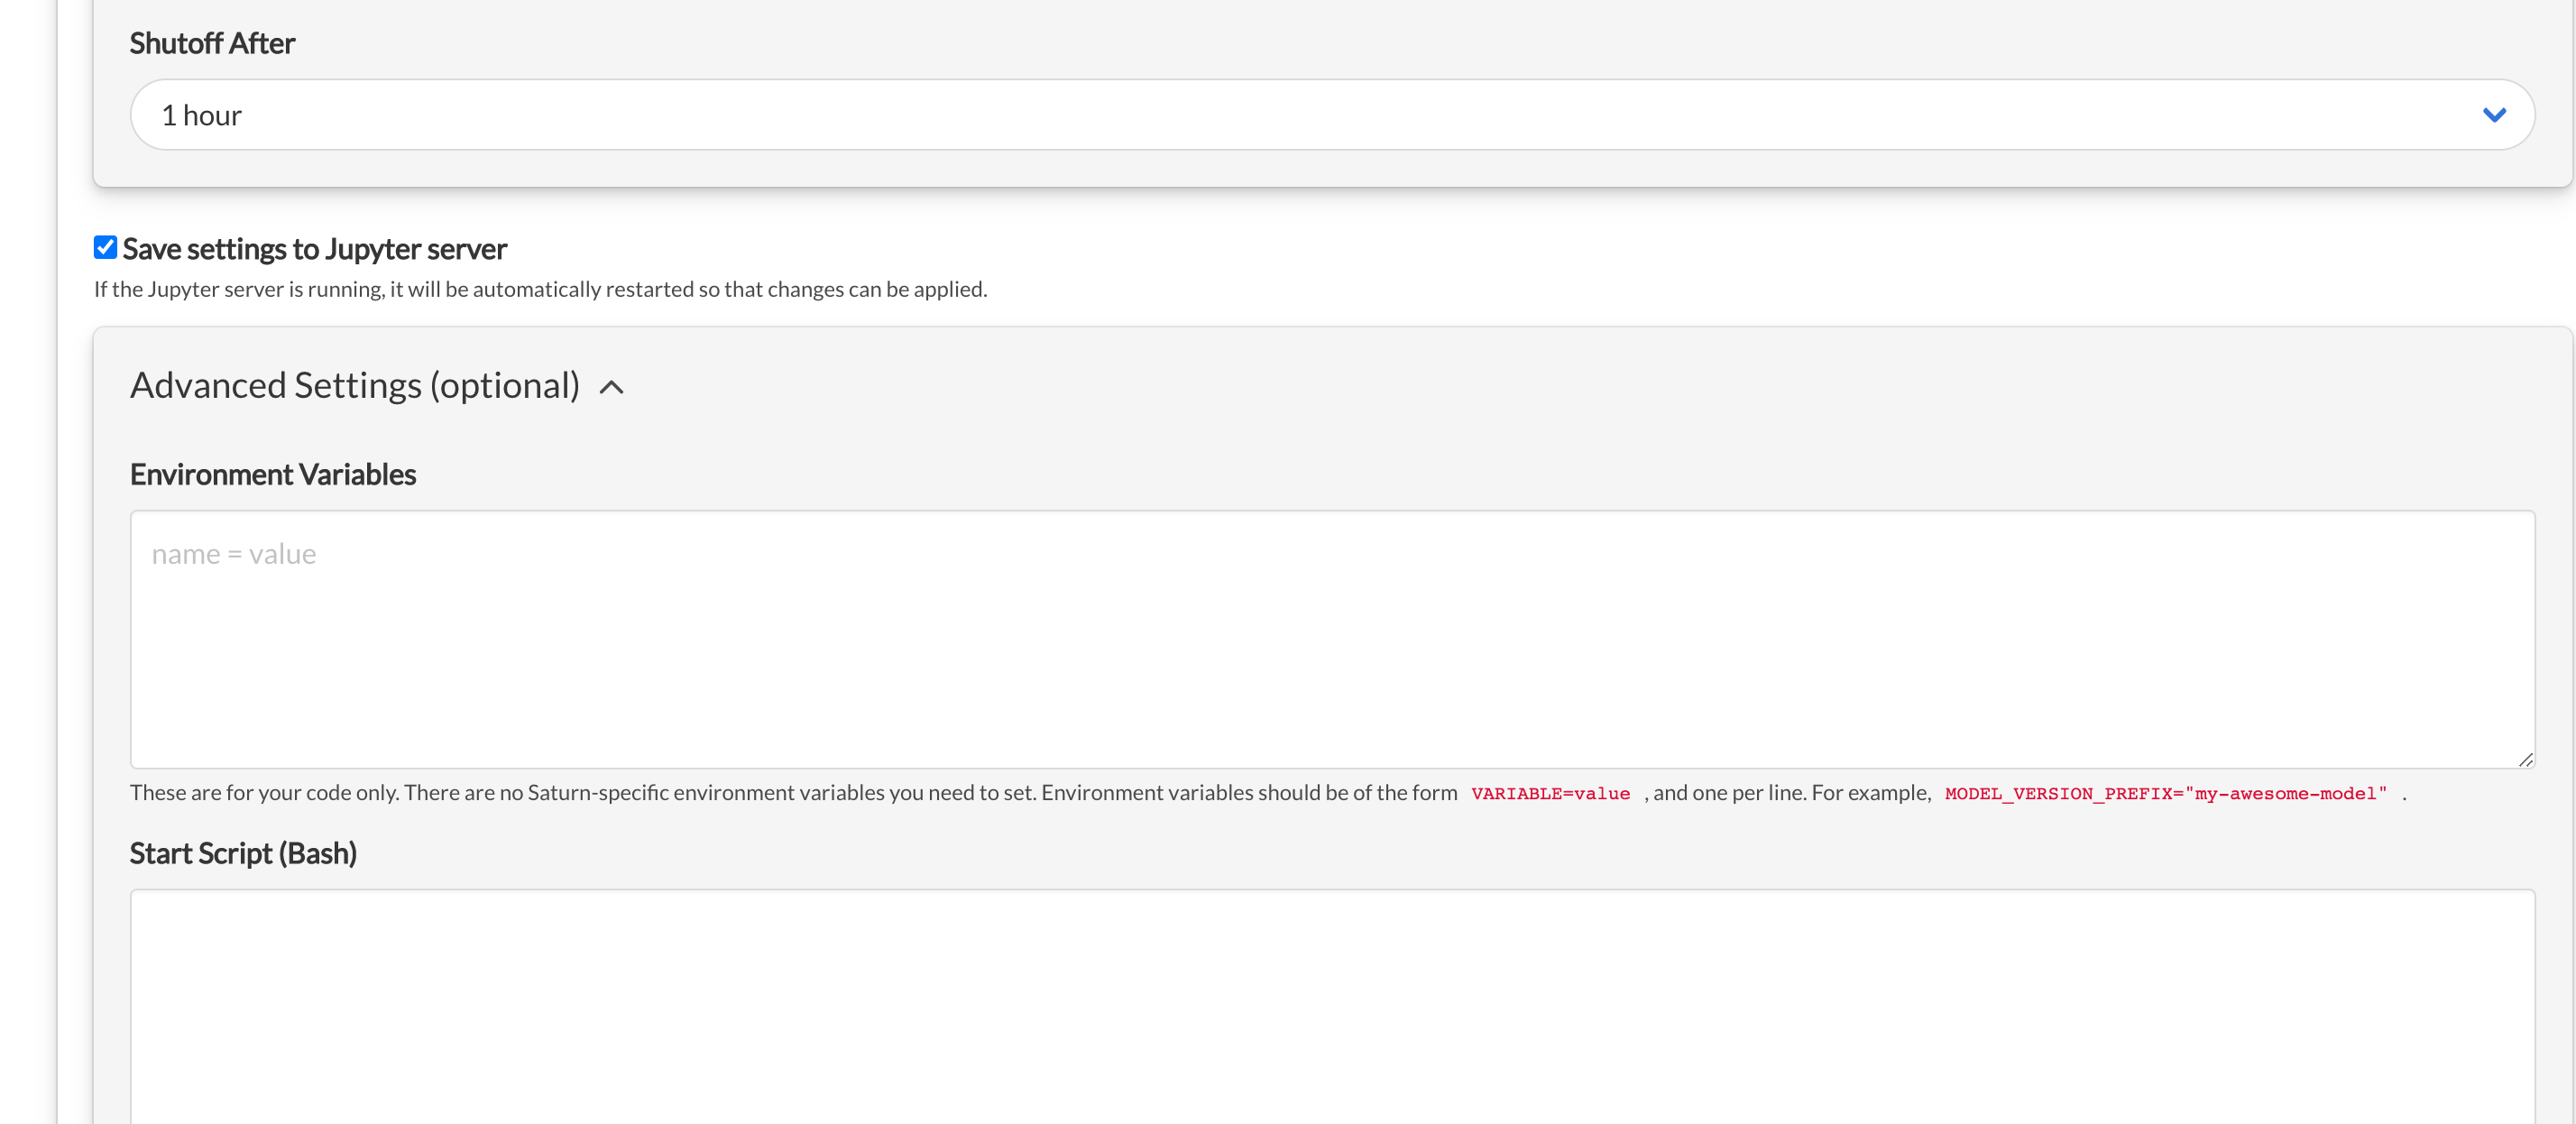 Shutoff After
1 hour
Save settings to Jupyter server
If the Jupyter server is running, it will be automatically restarted so that changes can be applied.
Advanced Settings (optional)
Environment Variables
name = value
These are for your code only. There are no Saturn-specific environment variables you need to set. Environment variables should be of the form VARIABLE=value , and one per line. For example, MODEL_VERSION_PREFIX="my-awesome-model" .
Start Script (Bash)